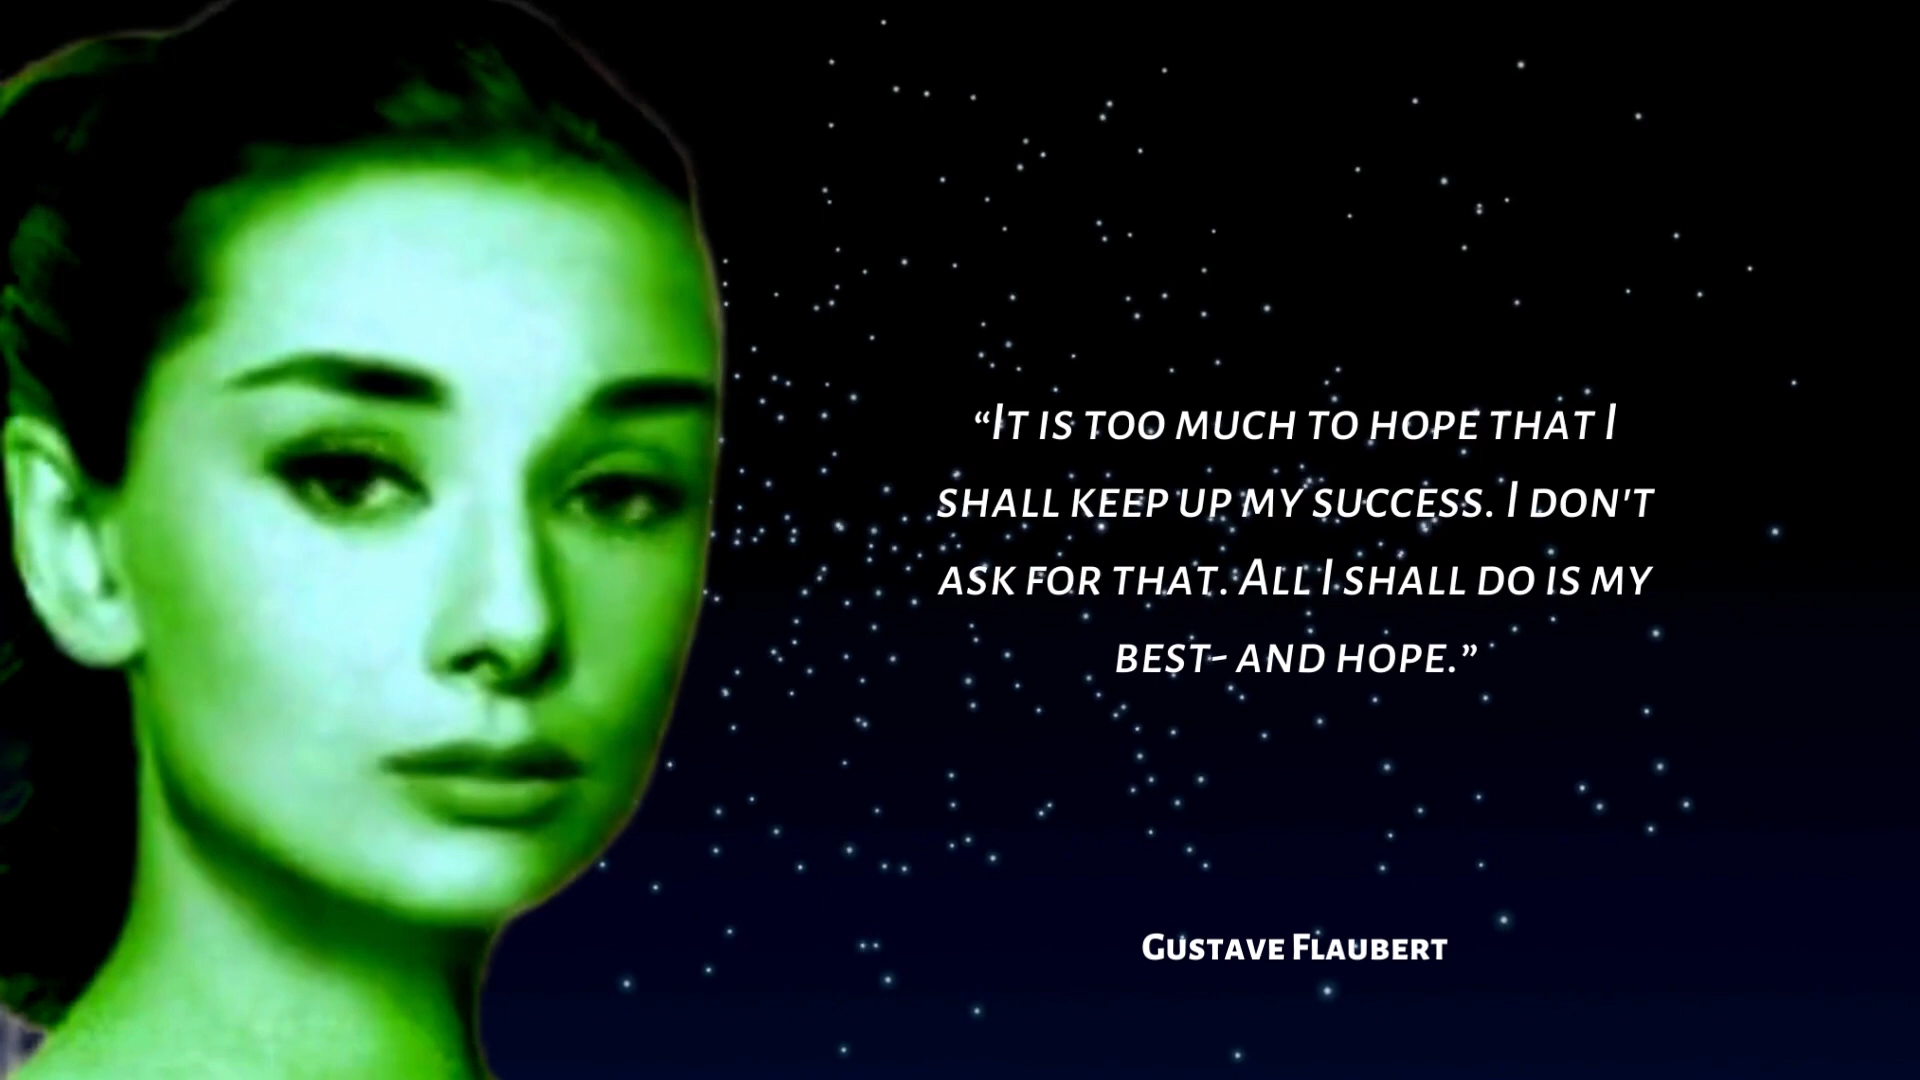 “It is too much to hope that I
shall keep up my success. I don't
ask for that. All I shall do is my
best- and hope.”
Gustave Flaubert